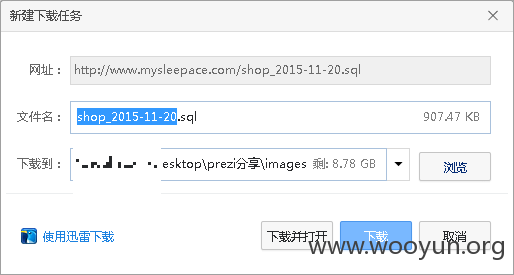 新建下载任务
网址： http://www.mysleepace.com/shop_2015-11-20.sql
文件名： shop_2015-11-20.sql 907.47 KB
下载到： esktop\prezi分享\images 剩: 8.78 GB 浏览
使用迅雷下载 下载并打开 下载 取消
www.wooyun.org